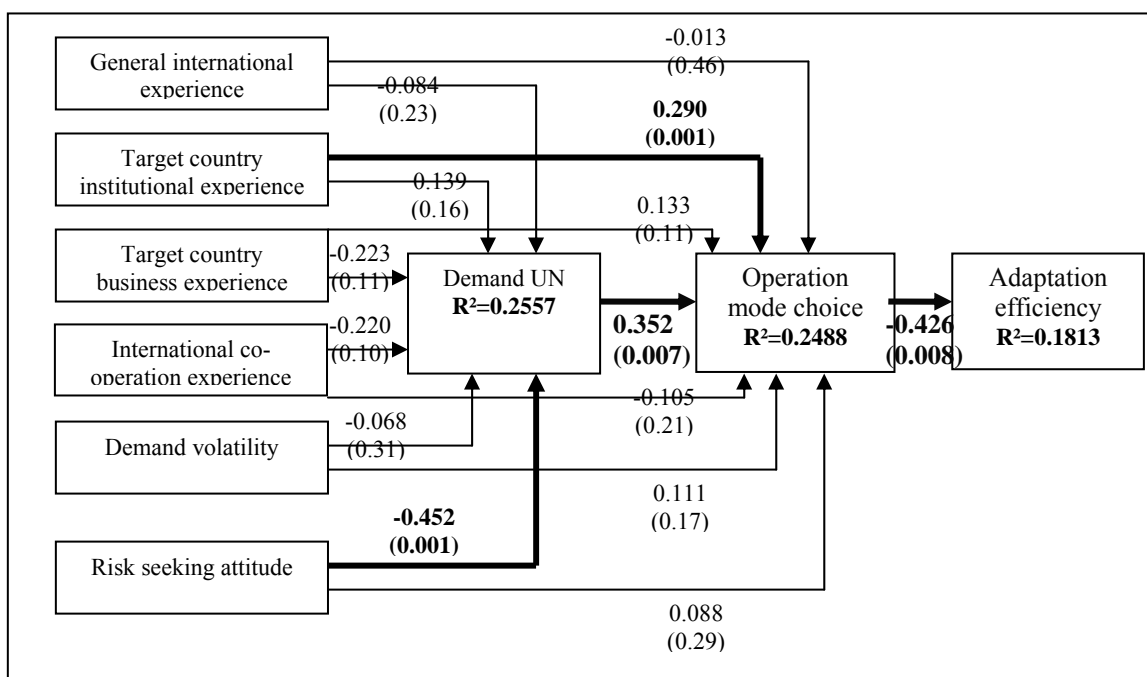 -0.013
(0.46)
General international
experience
-0.084
(0.23)
0.290
(0.001)
Target country
institutional experience
0.139
(0.16)
0.133
(0.11)
Target country
business experience
-0.223
(0.11)
Demand UN
R²=0.2557
Operation
mode choice
R²=0.2488
Adaptation
efficiency
R²=0.1813
0.352
(0.007)
-0.426
(0.008)
International co-
operation experience
-0.220
(0.10)
-0.105
(0.21)
Demand volatility
-0.068
(0.31)
0.111
(0.17)
-0.452
(0.001)
Risk seeking attitude
0.088
(0.29)